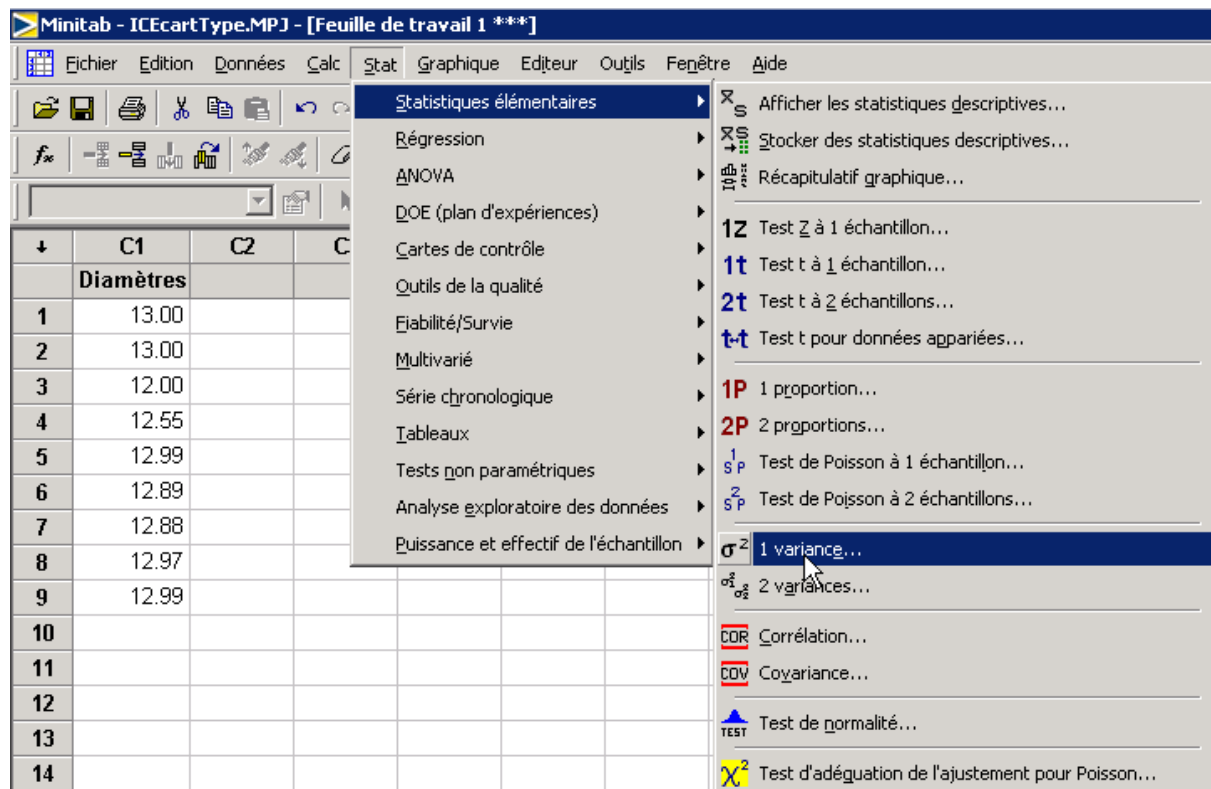 Minitab - ICEcartType.MPJ - [Feuille de travail 1 ***]
Fichier Edition Données Calc Stat Graphique Editeur Outils Fenêtre Aide
Statistiques élémentaires
Régression
ANOVA
DOE (plan d'expériences)
Cartes de contrôle
Outils de la qualité
Fiabilité/Survie
Multivarié
Série chronologique
Tableaux
Tests non paramétriques
Analyse exploratoire des données
Puissance et effectif de l'échantillon
Afficher les statistiques descriptives...
Stocker des statistiques descriptives...
Récapitulatif graphique...
1Z Test Z à 1 échantillon...
1t Test t à 1 échantillon...
2t Test t à 2 échantillons...
t-t Test t pour données appariées...
1P 1 proportion...
2P 2 proportions...
Test de Poisson à 1 échantillon...
Test de Poisson à 2 échantillons...
σ² 1 variance...
2 variances...
COR Corrélation...
COV Covariance...
TEST Test de normalité...
χ² Test d'adéquation de l'ajustement pour Poisson...
C1 C2 C
Diamètres
1 13.00
2 13.00
3 12.00
4 12.55
5 12.99
6 12.89
7 12.88
8 12.97
9 12.99
10
11
12
13
14